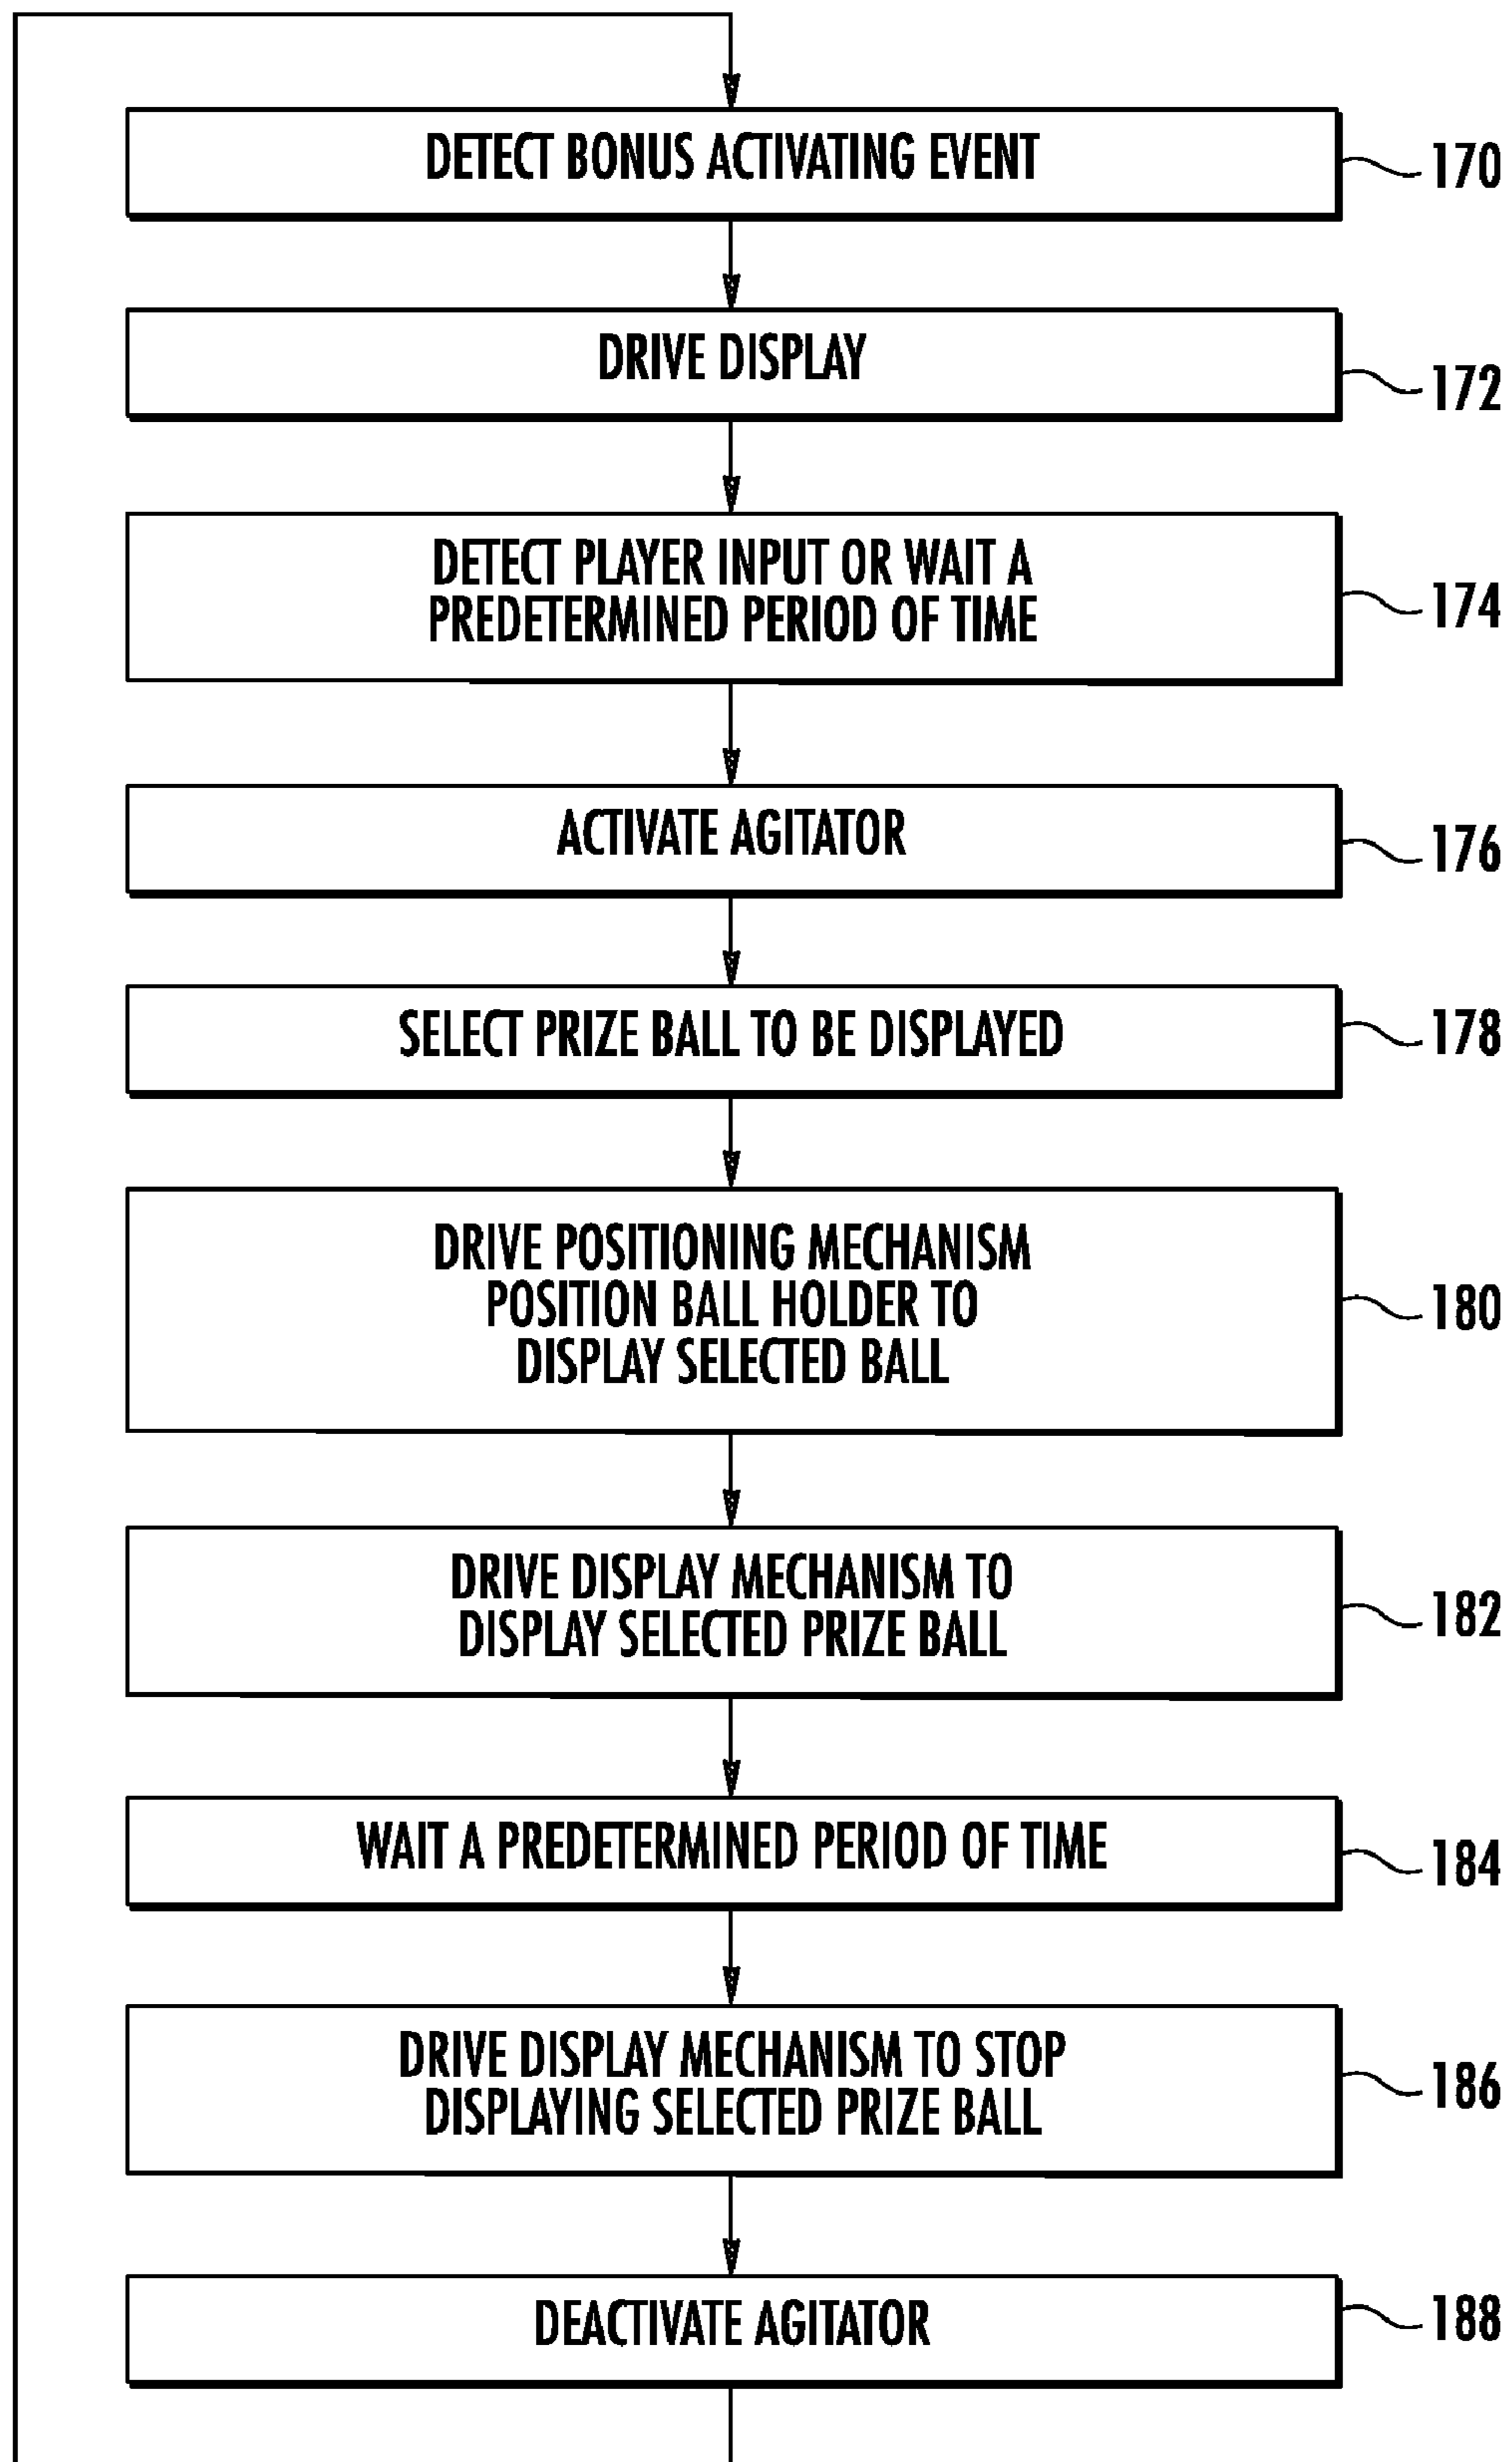 DETECT BONUS ACTIVATING EVENT
170
DRIVE DISPLAY
172
DETECT PLAYER INPUT OR WAIT A
PREDETERMINED PERIOD OF TIME
174
ACTIVATE AGITATOR
176
SELECT PRIZE BALL TO BE DISPLAYED
178
DRIVE POSITIONING MECHANISM
POSITION BALL HOLDER TO
DISPLAY SELECTED BALL
180
DRIVE DISPLAY MECHANISM TO
DISPLAY SELECTED PRIZE BALL
182
WAIT A PREDETERMINED PERIOD OF TIME
184
DRIVE DISPLAY MECHANISM TO STOP
DISPLAYING SELECTED PRIZE BALL
186
DEACTIVATE AGITATOR
188